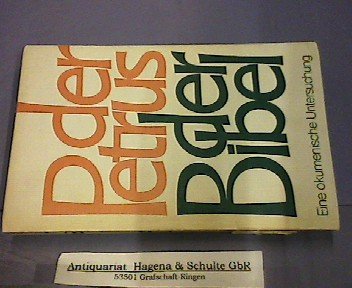 der
Petrus
der
Bibel
Eine ökumenische Untersuchung
Antiquariat Hagena & Schulte GbR
53501 Grafschaft-Ringen